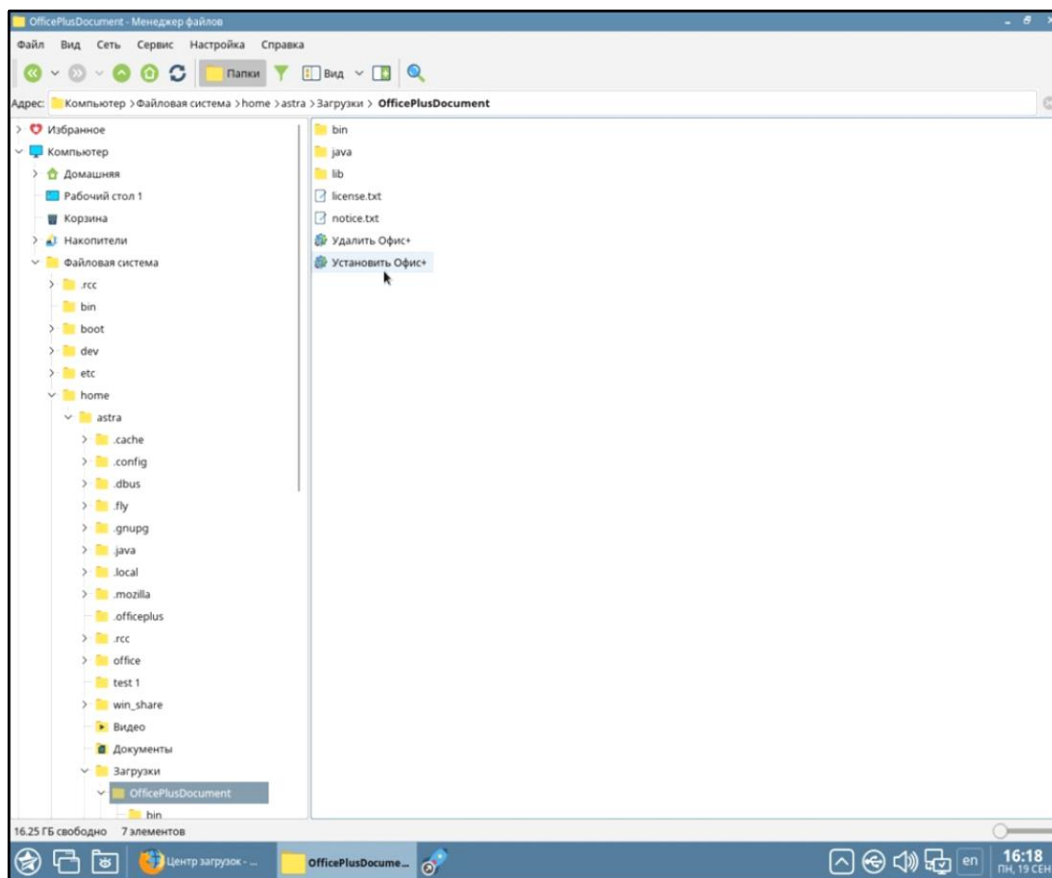 OfficePlusDocument - Менеджер файлов
Файл Вид Сеть Сервис Настройка Справка
Папки Вид
Адрес: Компьютер > Файловая система > home > astra > Загрузки > OfficePlusDocument
Избранное
Компьютер
Домашняя
Рабочий стол 1
Корзина
Накопители
Файловая система
.rcc
bin
boot
dev
etc
home
astra
.cache
.config
.dbus
.fly
.gnupg
.java
.local
.mozilla
.officeplus
.rcc
office
test 1
win_share
Видео
Документы
Загрузки
OfficePlusDocument
bin
bin
java
lib
license.txt
notice.txt
Удалить Офис+
Установить Офис+
16.25 ГБ свободно 7 элементов
Центр загрузок - ... OfficePlusDocume... en 16:18
ПН, 19 СЕН